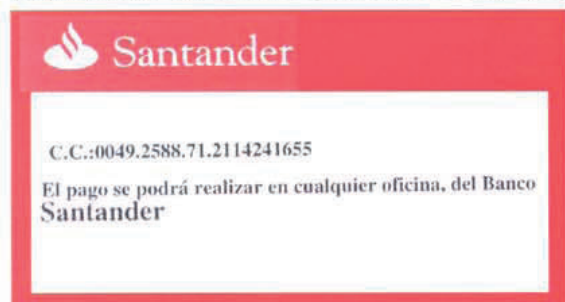 Santander
C.C.:0049.2588.71.2114241655
El pago se podrá realizar en cualquier oficina, del Banco
Santander